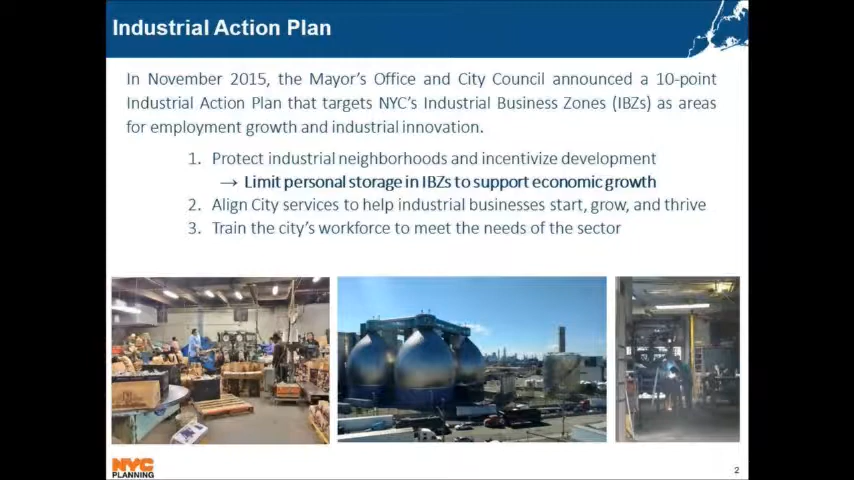 Industrial Action Plan
In November 2015, the Mayor's Office and City Council announced a 10-point
Industrial Action Plan that targets NYC's Industrial Business Zones (IBZs) as areas
for employment growth and industrial innovation.
1. Protect industrial neighborhoods and incentivize development
→ Limit personal storage in IBZs to support economic growth
2. Align City services to help industrial businesses start, grow, and thrive
3. Train the city's workforce to meet the needs of the sector
NYC
PLANNING
2